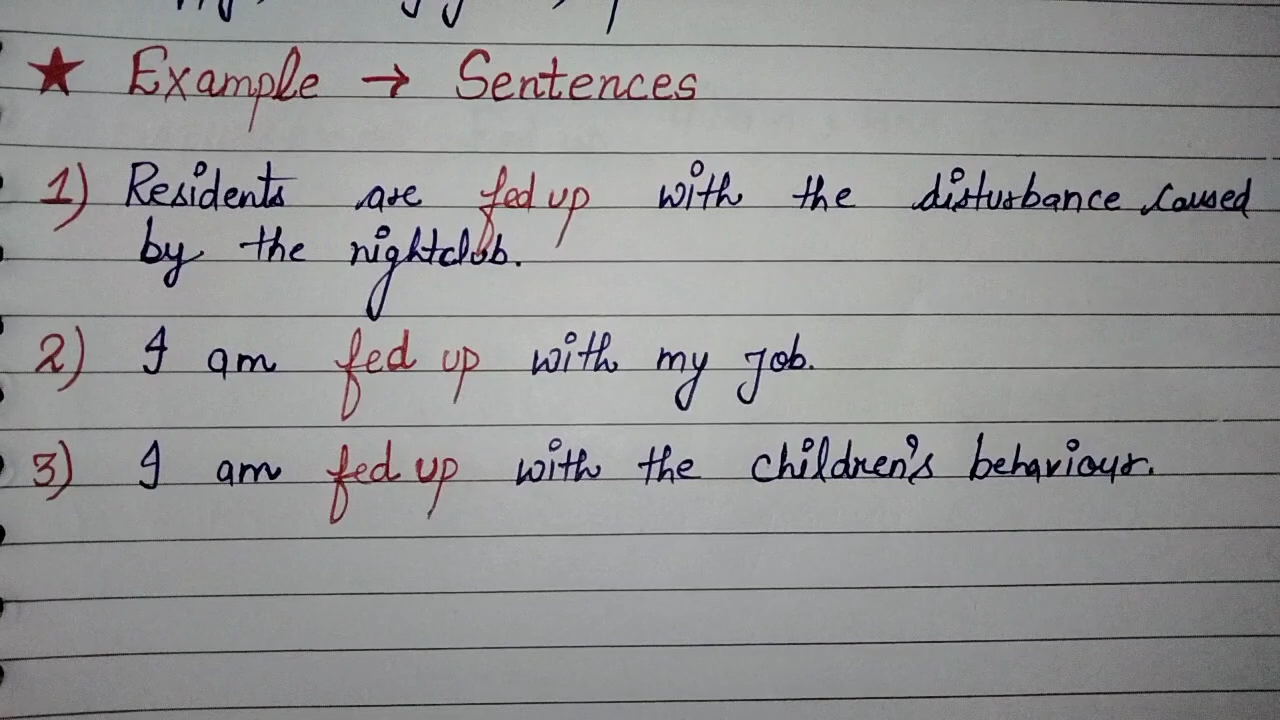 ★ Example → Sentences
1) Residents are fed up with the disturbance caused
by the nightclub.
2) I am fed up with my job.
3) I am fed up with the children's behaviour.